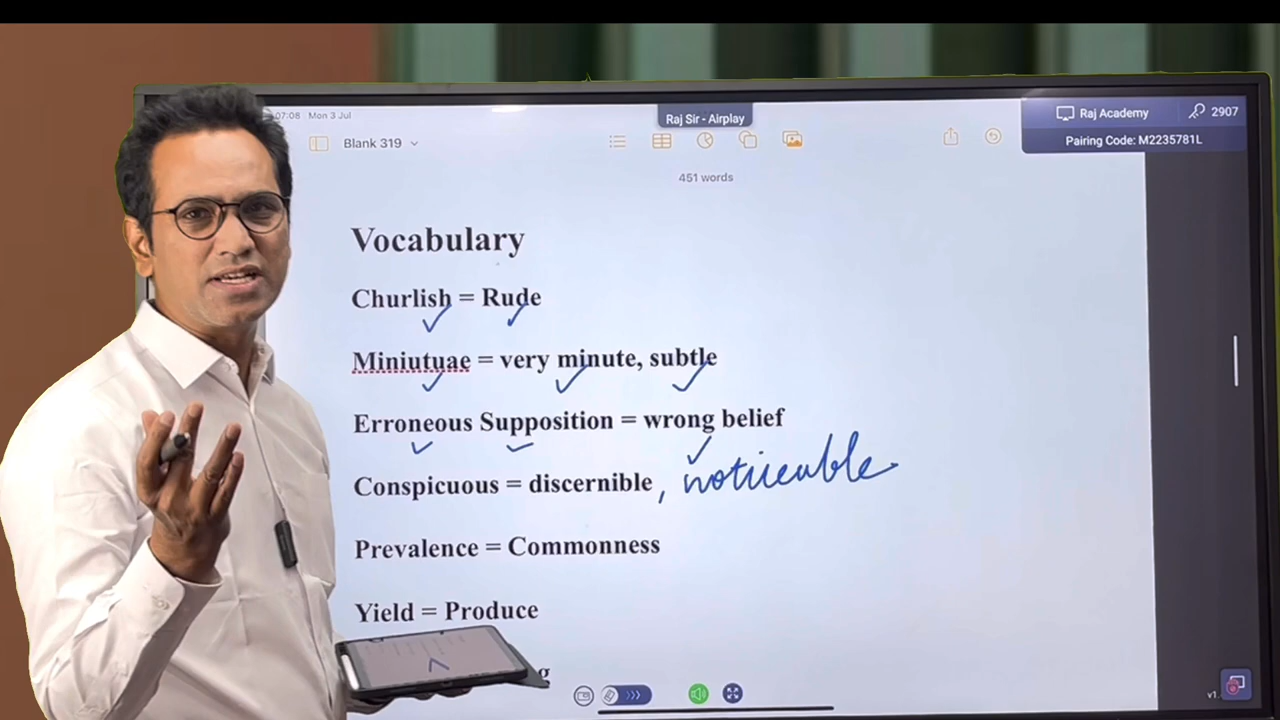 07:08 Mon 3 Jul
Raj Sir - Airplay
Raj Academy
2907
Pairing Code: M2235781L
Blank 319
451 words
Vocabulary
Churlish = Rude
Miniutuae = very minute, subtle
Erroneous Supposition = wrong belief
Conspicuous = discernible, noticeable
Prevalence = Commonness
Yield = Produce